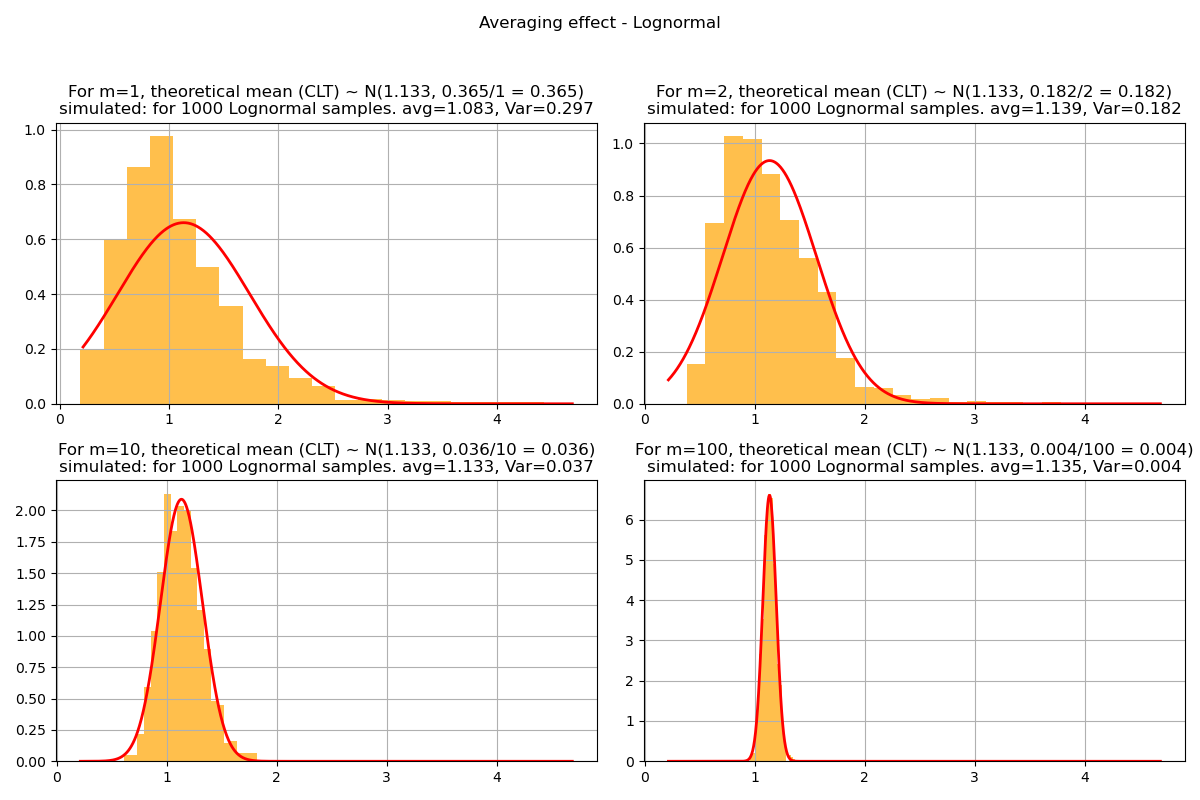 Averaging effect - Lognormal
For m=1, theoretical mean (CLT) ~ N(1.133, 0.365/1 = 0.365)
simulated: for 1000 Lognormal samples. avg=1.083, Var=0.297
1.0
0.8
0.6
0.4
0.2
0.0
0 1 2 3 4
For m=2, theoretical mean (CLT) ~ N(1.133, 0.182/2 = 0.182)
simulated: for 1000 Lognormal samples. avg=1.139, Var=0.182
1.0
0.8
0.6
0.4
0.2
0.0
0 1 2 3 4
For m=10, theoretical mean (CLT) ~ N(1.133, 0.036/10 = 0.036)
simulated: for 1000 Lognormal samples. avg=1.133, Var=0.037
2.00
1.75
1.50
1.25
1.00
0.75
0.50
0.25
0.00
0 1 2 3 4
For m=100, theoretical mean (CLT) ~ N(1.133, 0.004/100 = 0.004)
simulated: for 1000 Lognormal samples. avg=1.135, Var=0.004
6
5
4
3
2
1
0
0 1 2 3 4